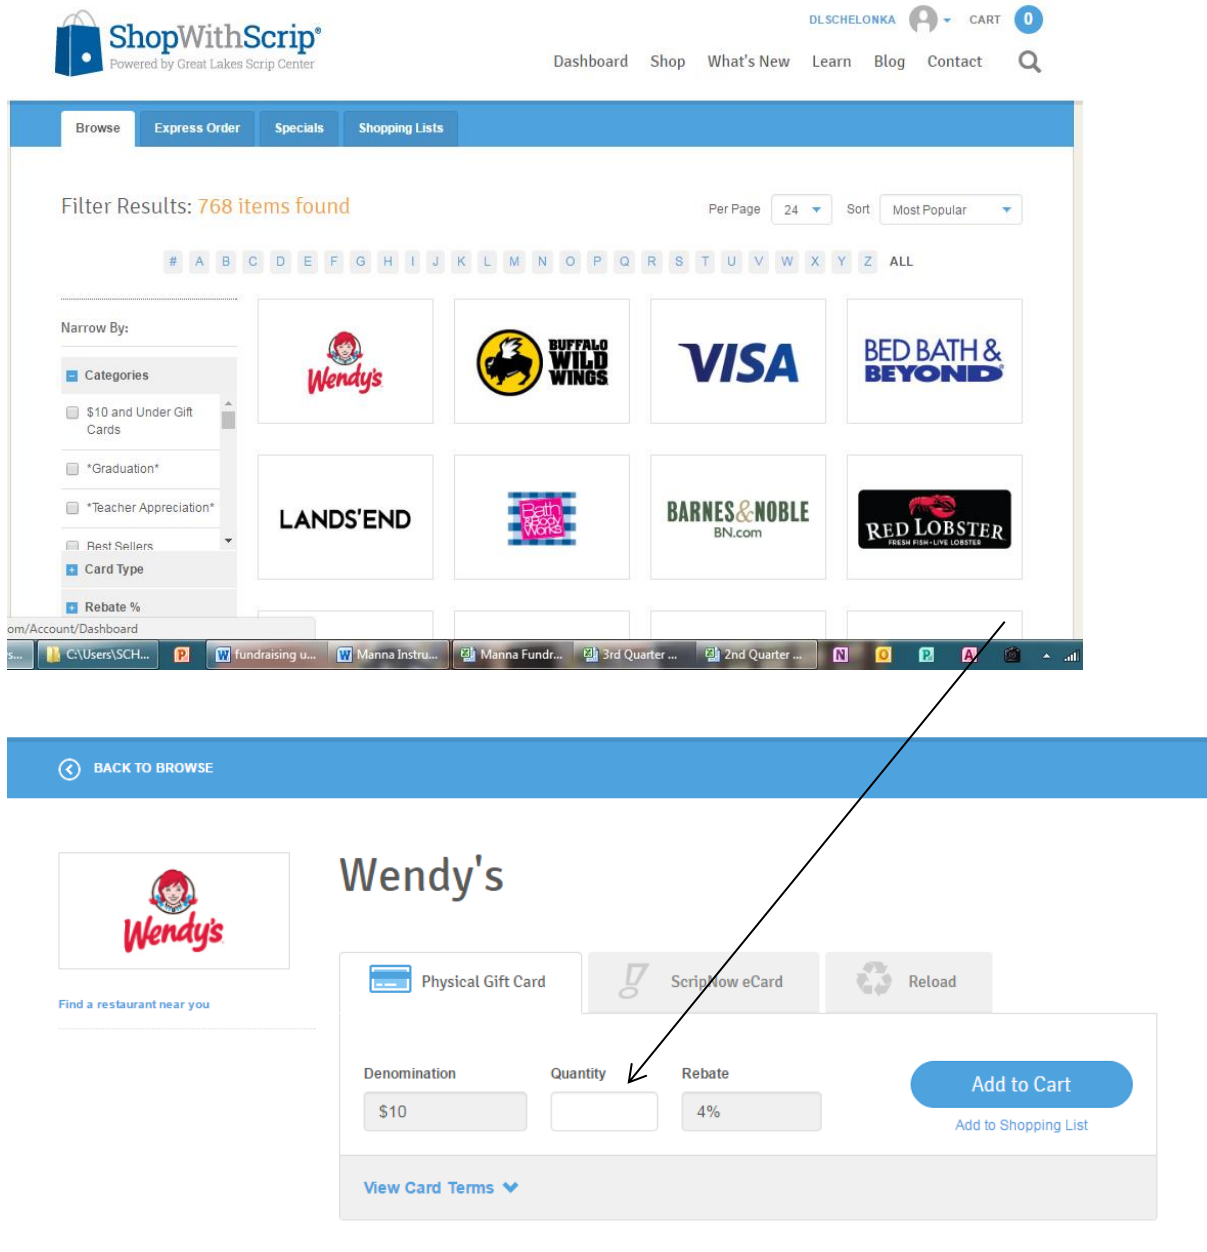 ShopWithScrip®
Powered by Great Lakes Scrip Center
DLSCHELONKA CART 0
Dashboard Shop What's New Learn Blog Contact
Browse Express Order Specials Shopping Lists
Filter Results: 768 items found
Per Page 24 Sort Most Popular
# A B C D E F G H I J K L M N O P Q R S T U V W X Y Z ALL
Narrow By:
Categories
$10 and Under Gift
Cards
*Graduation*
*Teacher Appreciation*
Best Sellers
Card Type
Rebate %
Wendy's
BUFFALO
WILD
WINGS
VISA
BED BATH &
BEYOND
LANDS'END
Bath
&Body
Works
BARNES&NOBLE
BN.com
RED LOBSTER
FRESH FISH • LIVE LOBSTER
om/Account/Dashboard
s... C:\Users\SCH... P W fundraising u... W Manna Instru... Manna Fundr... 3rd Quarter ... 2nd Quarter ... N O P A
BACK TO BROWSE
Wendy's
Find a restaurant near you
Wendy's
Physical Gift Card ScripNow eCard Reload
Denomination Quantity Rebate
$10 4%
Add to Cart
Add to Shopping List
View Card Terms